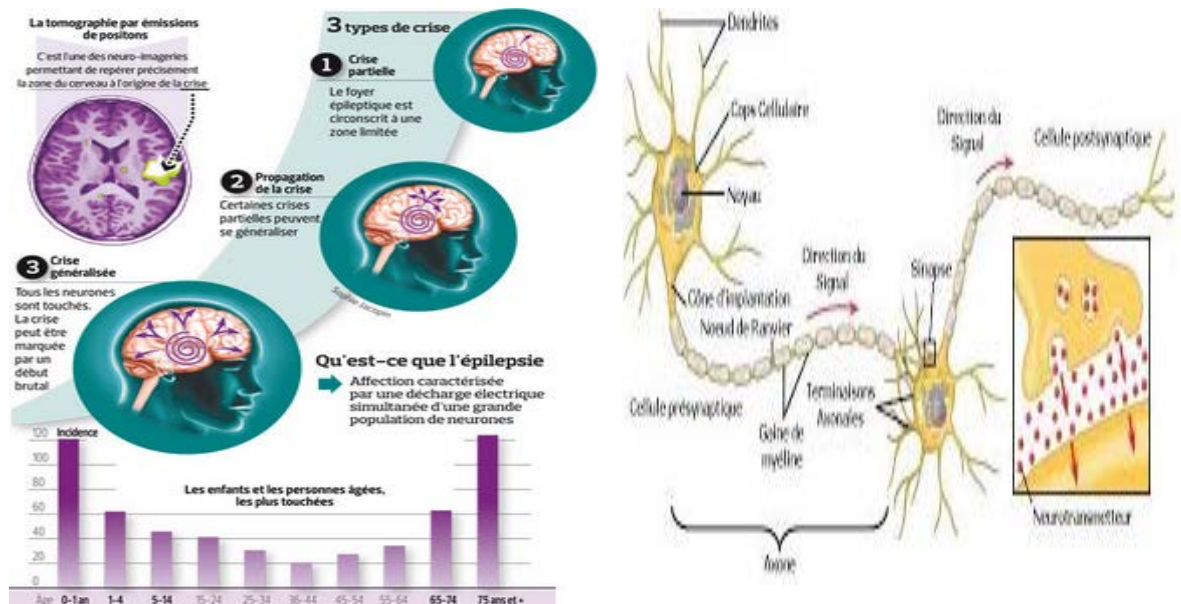 La tomographie par émissions
de positons
C'est l'une des neuro-imageries
permettant de repérer précisément
la zone du cerveau à l'origine de la crise
3 types de crise
1 Crise
partielle
Le foyer
épileptique est
circonscrit à une
zone limitée
2 Propagation
de la crise
Certaines crises
partielles peuvent
se généraliser
3 Crise
généralisée
Tous les neurones
sont touchés.
La crise
peut être
marquée
par un
début
brutal
Sophie Jacopin
Qu'est-ce que l'épilepsie
Affection caractérisée
par une décharge électrique
simultanée d'une grande
population de neurones
Incidence
Les enfants et les personnes âgées,
les plus touchées
120
100
80
60
40
20
0
Âge 0-1 an 1-4 5-14 15-24 25-34 36-44 45-54 55-64 65-74 75 ans et +
Dendrites
Cops Cellulaire
Noyau
Cône d'implantation
Noeud de Ranvier
Direction du
Signal
Cellule présynaptique
Gaine de
myéline
Terminaisons
Axonales
Axone
Sinopse
Direction du
Signal
Cellule postsynaptique
Neurotransmetteur